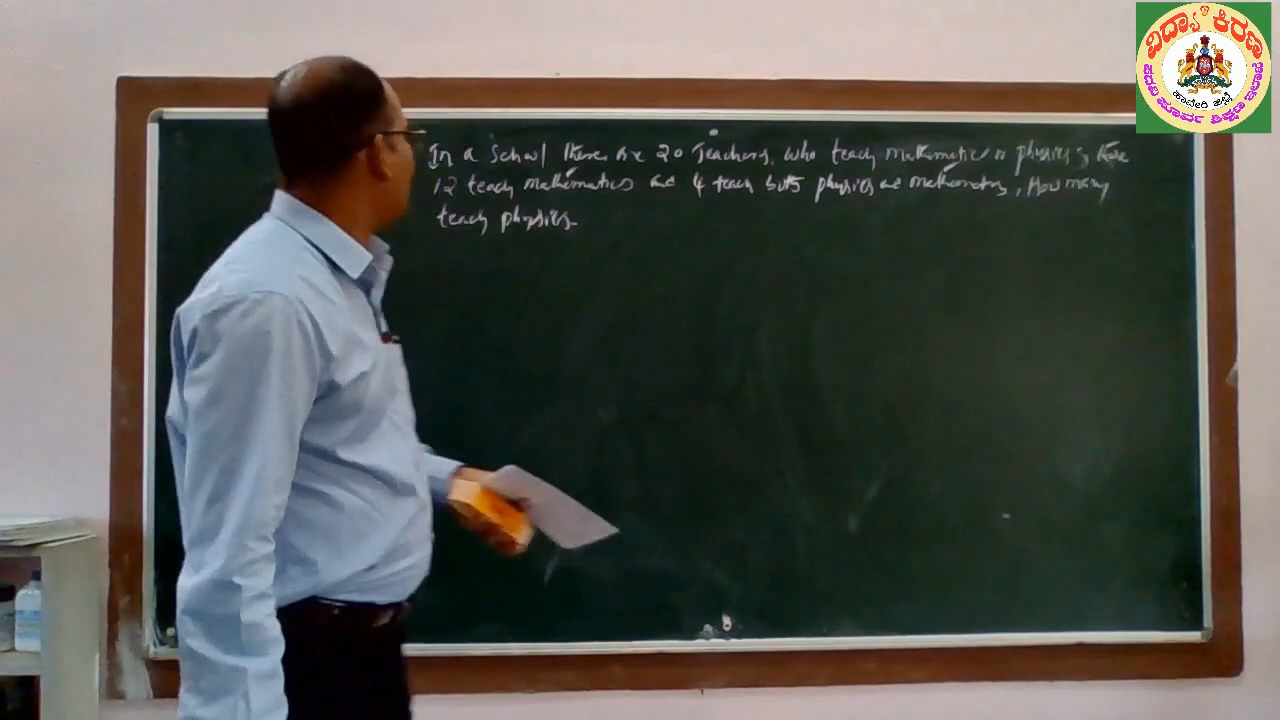 ವಿದ್ಯಾ ಕಿರಣ
ಹಾವೇರಿ ಜಿಲ್ಲೆ
In a School there are 20 Teachers, who teach mathematics or physics, these
12 teach mathematics and 4 teach both physics and mathematics, How many
teach physics.